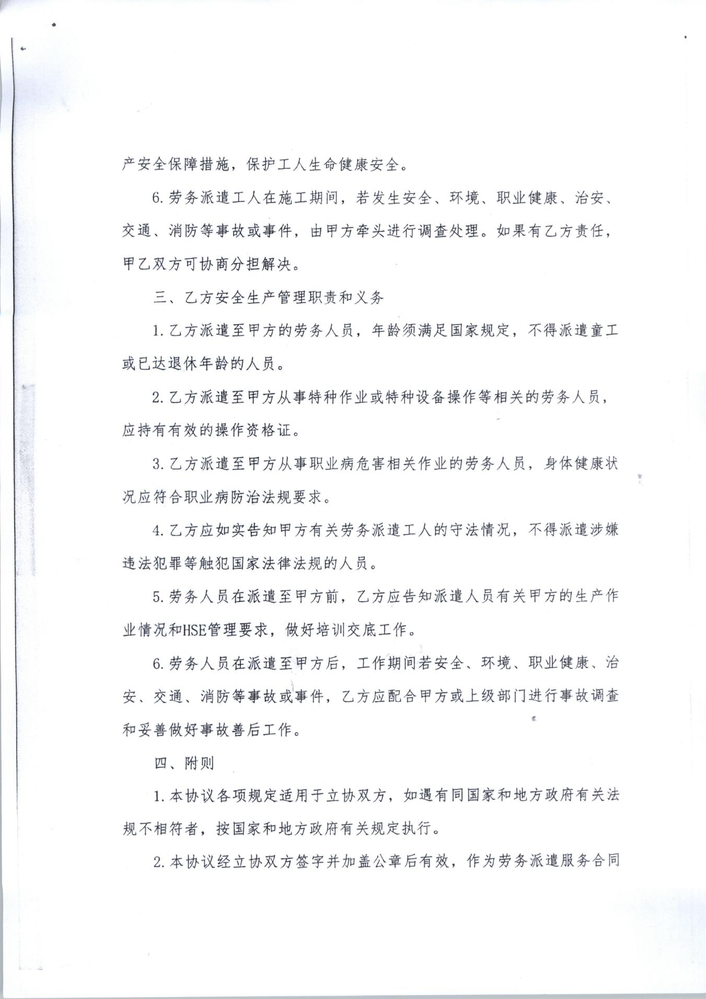 产安全保障措施，保护工人生命健康安全。
6.劳务派遣工人在施工期间，若发生安全、环境、职业健康、治安、
交通、消防等事故或事件，由甲方牵头进行调查处理。如果有乙方责任，
甲乙双方可协商分担解决。
三、乙方安全生产管理职责和义务
1.乙方派遣至甲方的劳务人员，年龄须满足国家规定，不得派遣童工
或已达退休年龄的人员。
2.乙方派遣至甲方从事特种作业或特种设备操作等相关的劳务人员，
应持有有效的操作资格证。
3.乙方派遣至甲方从事职业病危害相关作业的劳务人员，身体健康状
况应符合职业病防治法规要求。
4.乙方应如实告知甲方有关劳务派遣工人的守法情况，不得派遣涉嫌
违法犯罪等触犯国家法律法规的人员。
5.劳务人员在派遣至甲方前，乙方应告知派遣人员有关甲方的生产作
业情况和HSE管理要求，做好培训交底工作。
6.劳务人员在派遣至甲方后，工作期间若安全、环境、职业健康、治
安、交通、消防等事故或事件，乙方应配合甲方或上级部门进行事故调查
和妥善做好事故善后工作。
四、附则
1.本协议各项规定适用于立协双方，如遇有同国家和地方政府有关法
规不相符者，按国家和地方政府有关规定执行。
2.本协议经立协双方签字并加盖公章后有效，作为劳务派遣服务合同